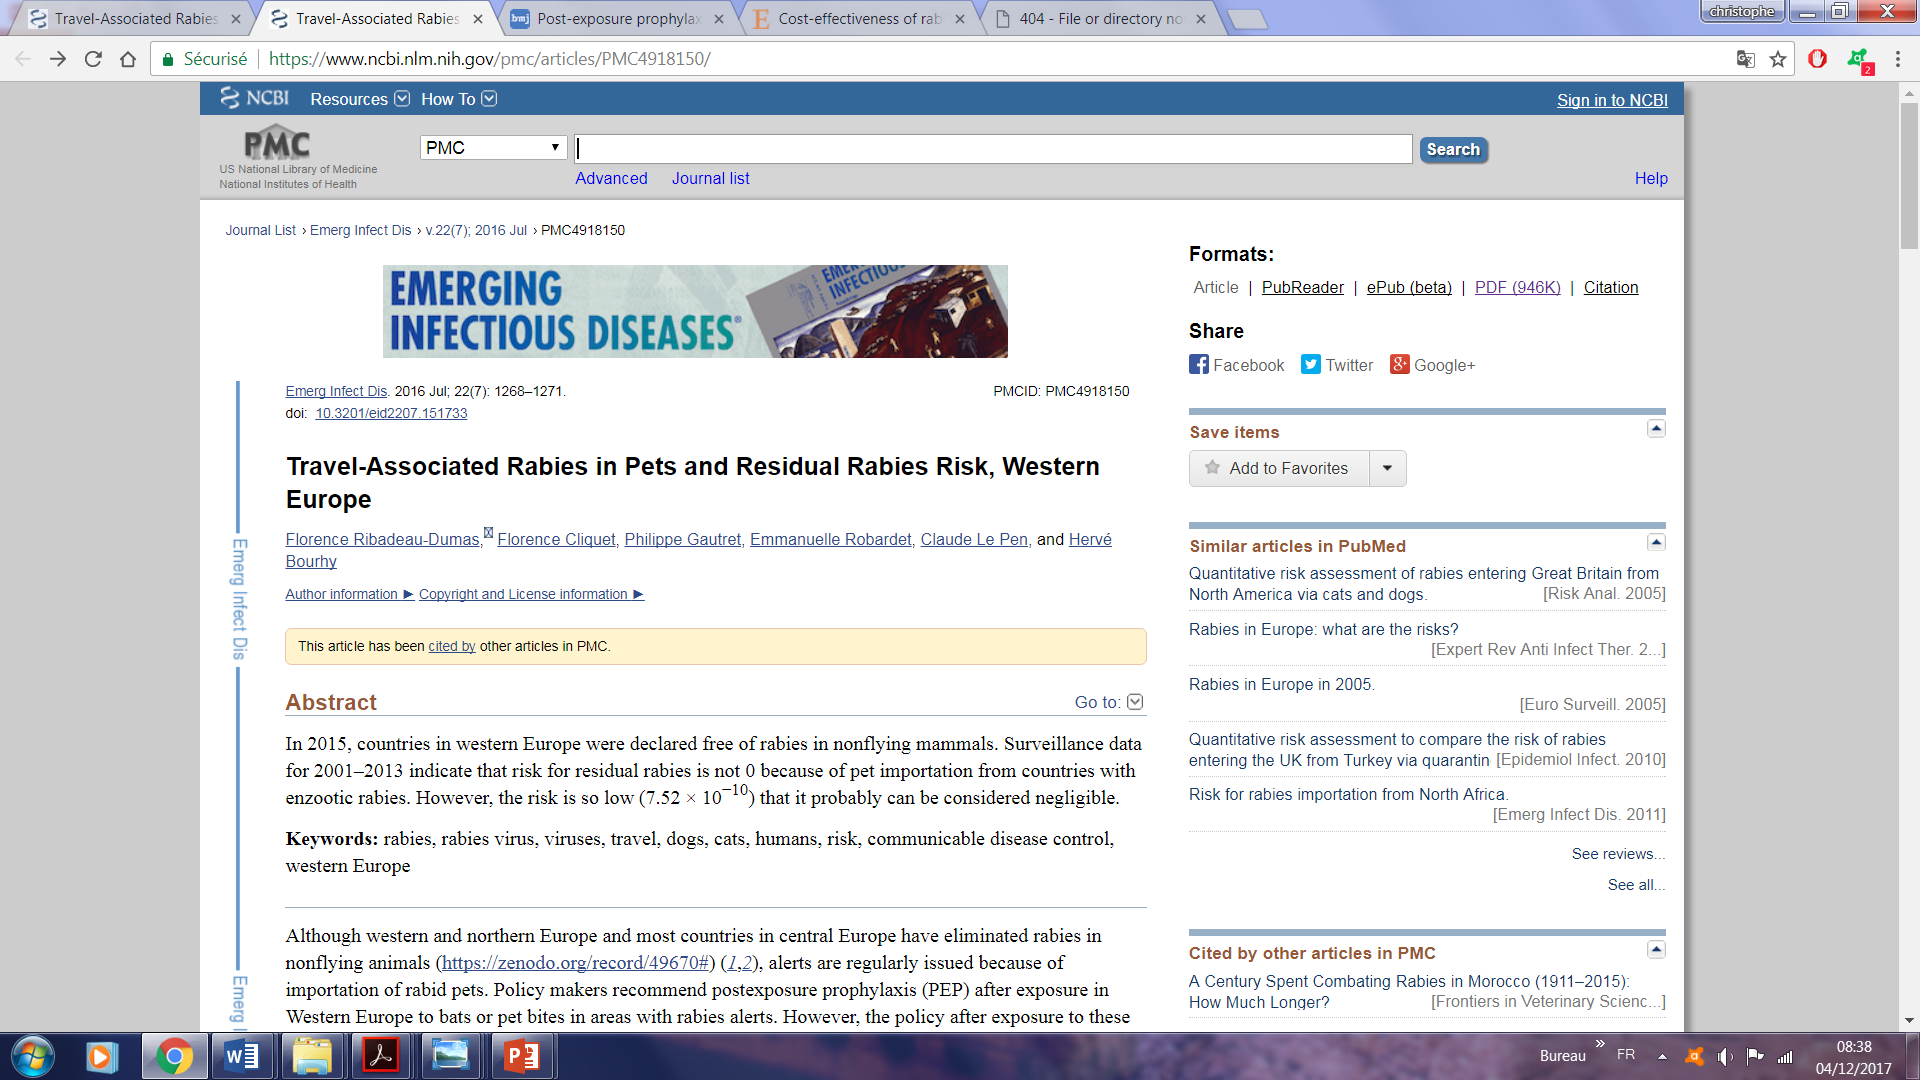 Travel-Associated Rabies
Travel-Associated Rabies
bmj Post-exposure prophylax
E Cost-effectiveness of rab
404 - File or directory no
christophe
Sécurisé https://www.ncbi.nlm.nih.gov/pmc/articles/PMC4918150/
2
NCBI Resources How To Sign in to NCBI
PMC
US National Library of Medicine
National Institutes of Health
PMC Search
Advanced Journal list Help
Journal List › Emerg Infect Dis › v.22(7); 2016 Jul › PMC4918150
EMERGING
INFECTIOUS DISEASES®
EMERGING
INFECTIOUS
Emerg Infect Dis. 2016 Jul; 22(7): 1268–1271. PMCID: PMC4918150
doi: 10.3201/eid2207.151733
Travel-Associated Rabies in Pets and Residual Rabies Risk, Western
Europe
Florence Ribadeau-Dumas, Florence Cliquet, Philippe Gautret, Emmanuelle Robardet, Claude Le Pen, and Hervé
Bourhy
Author information ► Copyright and License information ►
This article has been cited by other articles in PMC.
Abstract Go to:
In 2015, countries in western Europe were declared free of rabies in nonflying mammals. Surveillance data
for 2001–2013 indicate that risk for residual rabies is not 0 because of pet importation from countries with
enzootic rabies. However, the risk is so low (7.52 × 10−10) that it probably can be considered negligible.
Keywords: rabies, rabies virus, viruses, travel, dogs, cats, humans, risk, communicable disease control,
western Europe
Although western and northern Europe and most countries in central Europe have eliminated rabies in
nonflying animals (https://zenodo.org/record/49670#) (1,2), alerts are regularly issued because of
importation of rabid pets. Policy makers recommend postexposure prophylaxis (PEP) after exposure in
Western Europe to bats or pet bites in areas with rabies alerts. However, the policy after exposure to these
Emerg Infect Dis
Emerg I
Formats:
Article | PubReader | ePub (beta) | PDF (946K) | Citation
Share
Facebook Twitter Google+
Save items
Add to Favorites
Similar articles in PubMed
Quantitative risk assessment of rabies entering Great Britain from
North America via cats and dogs. [Risk Anal. 2005]
Rabies in Europe: what are the risks?
[Expert Rev Anti Infect Ther. 2...]
Rabies in Europe in 2005.
[Euro Surveill. 2005]
Quantitative risk assessment to compare the risk of rabies
entering the UK from Turkey via quarantin [Epidemiol Infect. 2010]
Risk for rabies importation from North Africa.
[Emerg Infect Dis. 2011]
See reviews...
See all...
Cited by other articles in PMC
A Century Spent Combating Rabies in Morocco (1911–2015):
How Much Longer? [Frontiers in Veterinary Scienc...]
Bureau » FR
08:38
04/12/2017